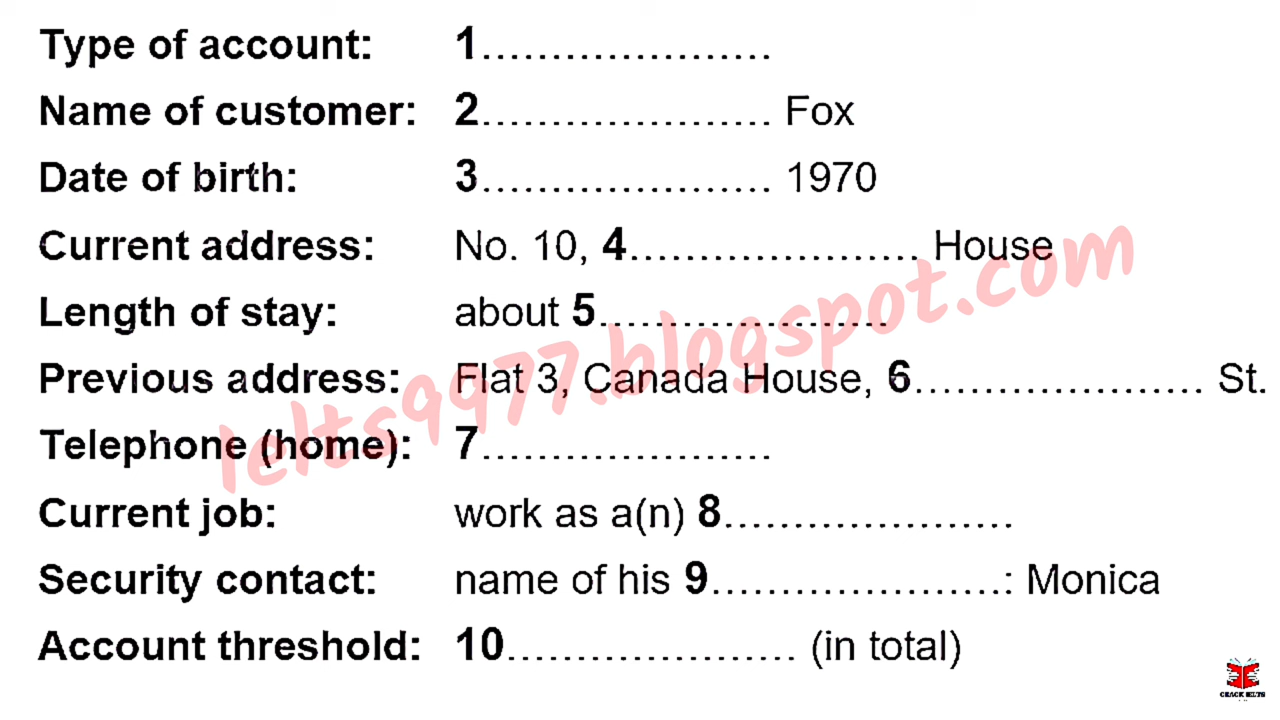 Type of account: 1.....................
Name of customer: 2..................... Fox
Date of birth: 3..................... 1970
Current address: No. 10, 4..................... House
Length of stay: about 5.....................
Previous address: Flat 3, Canada House, 6..................... St.
Telephone (home): 7.....................
Current job: work as a(n) 8.....................
Security contact: name of his 9.....................: Monica
Account threshold: 10..................... (in total)
Ielts9977.blogspot.com
CRACK IELTS